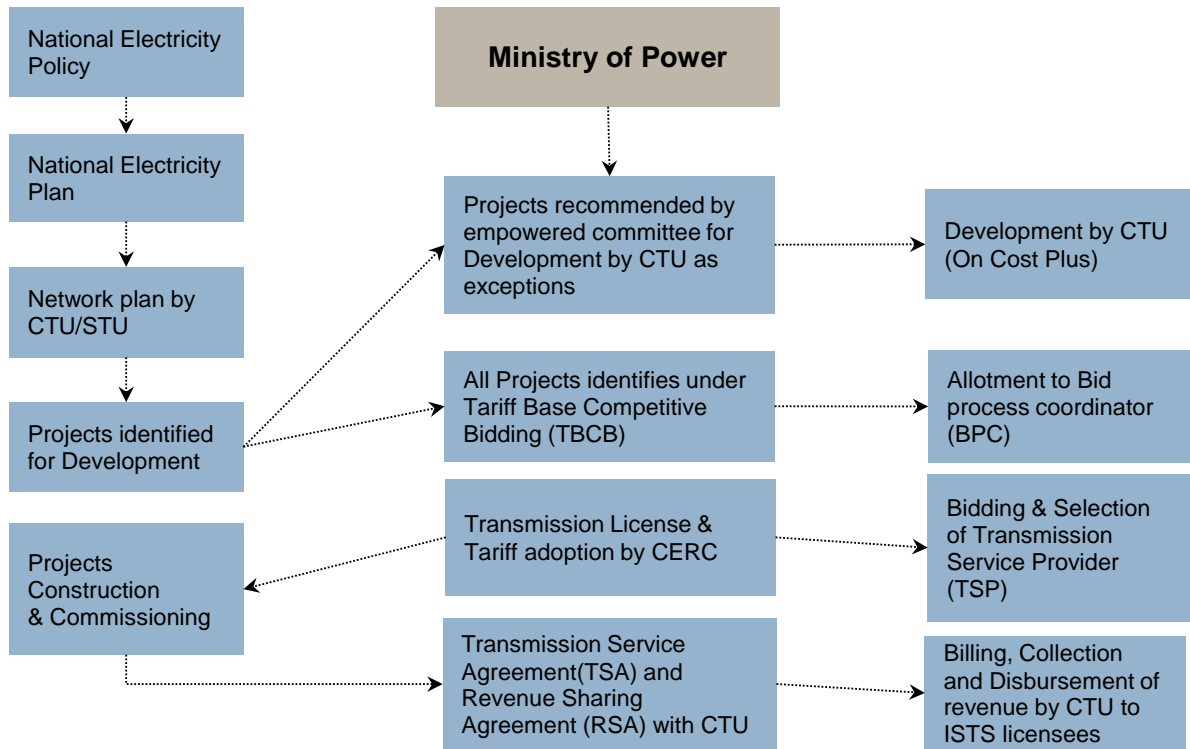 National Electricity
Policy
Ministry of Power
National Electricity
Plan
Projects recommended by
empowered committee for
Development by CTU as
exceptions
Development by CTU
(On Cost Plus)
Network plan by
CTU/STU
All Projects identifies under
Tariff Base Competitive
Bidding (TBCB)
Allotment to Bid
process coordinator
(BPC)
Projects identified
for Development
Transmission License &
Tariff adoption by CERC
Bidding & Selection
of Transmission
Service Provider
(TSP)
Projects
Construction
& Commissioning
Transmission Service
Agreement(TSA) and
Revenue Sharing
Agreement (RSA) with CTU
Billing, Collection
and Disbursement of
revenue by CTU to
ISTS licensees